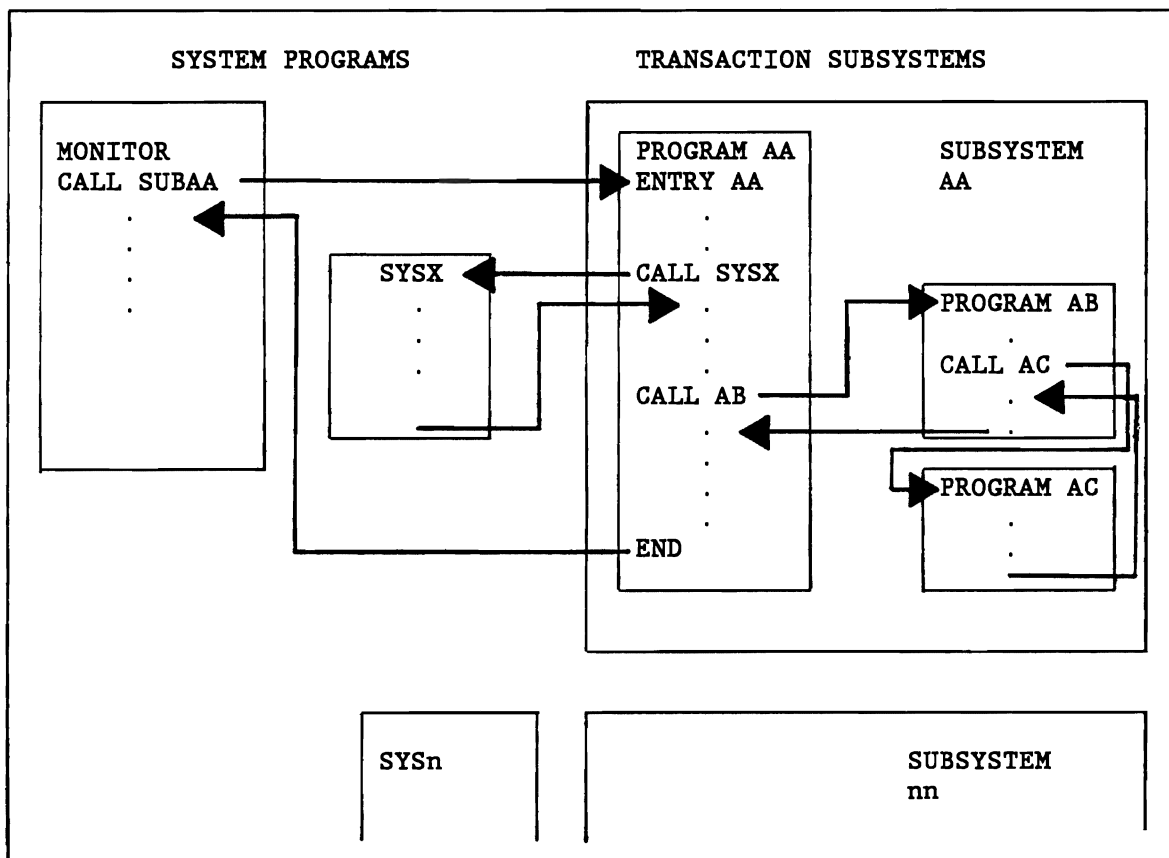 SYSTEM PROGRAMS
TRANSACTION SUBSYSTEMS
MONITOR
CALL SUBAA
.
.
.
.
SYSX
.
.
.
PROGRAM AA
ENTRY AA
.
.
CALL SYSX
.
.
.
CALL AB
.
.
.
.
END
SUBSYSTEM
AA
PROGRAM AB
.
CALL AC
.
.
PROGRAM AC
.
.
SYSn
SUBSYSTEM
nn